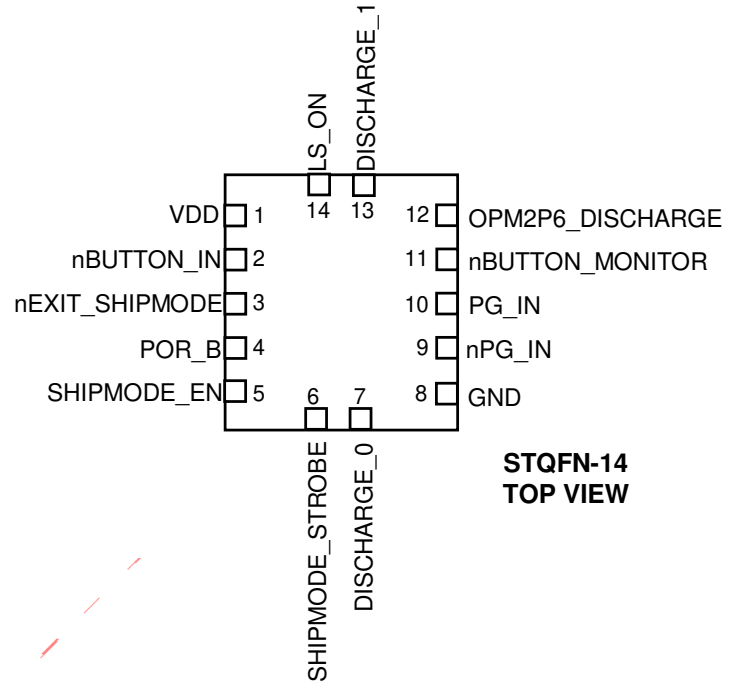 DISCHARGE_1
LS_ON
14
13
VDD
1
12
OPM2P6_DISCHARGE
nBUTTON_IN
2
11
nBUTTON_MONITOR
nEXIT_SHIPMODE
3
10
PG_IN
POR_B
4
9
nPG_IN
SHIPMODE_EN
5
6
7
8
GND
SHIPMODE_STROBE
DISCHARGE_0
STQFN-14
TOP VIEW